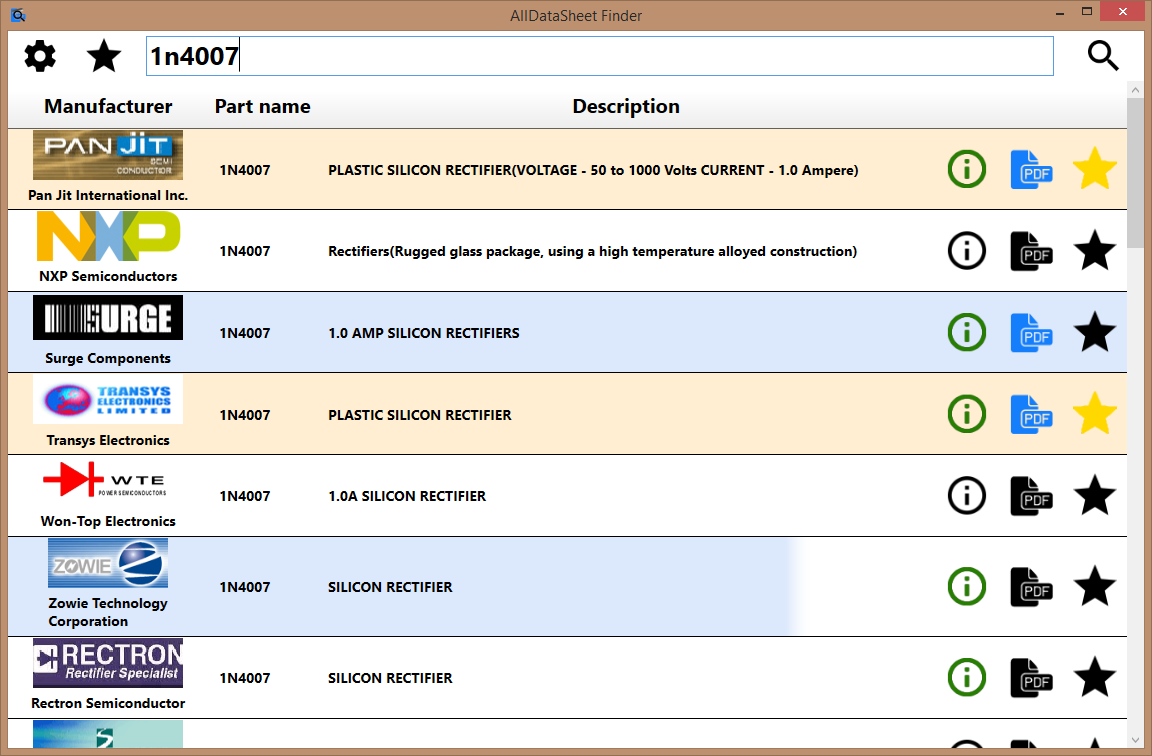 AllDataSheet Finder
1n4007
Manufacturer Part name Description
PAN JIT
SEMI
CONDUCTOR
Pan Jit International Inc.
1N4007
PLASTIC SILICON RECTIFIER(VOLTAGE - 50 to 1000 Volts CURRENT - 1.0 Ampere)
PDF
NXP
NXP Semiconductors
1N4007
Rectifiers(Rugged glass package, using a high temperature alloyed construction)
PDF
SURGE
Surge Components
1N4007
1.0 AMP SILICON RECTIFIERS
PDF
TRANSYS
ELECTRONICS
LIMITED
Transys Electronics
1N4007
PLASTIC SILICON RECTIFIER
PDF
WTE
POWER SEMICONDUCTORS
Won-Top Electronics
1N4007
1.0A SILICON RECTIFIER
PDF
ZOWIE
Zowie Technology
Corporation
1N4007
SILICON RECTIFIER
PDF
RECTRON
Rectifier Specialist
Rectron Semiconductor
1N4007
SILICON RECTIFIER
PDF